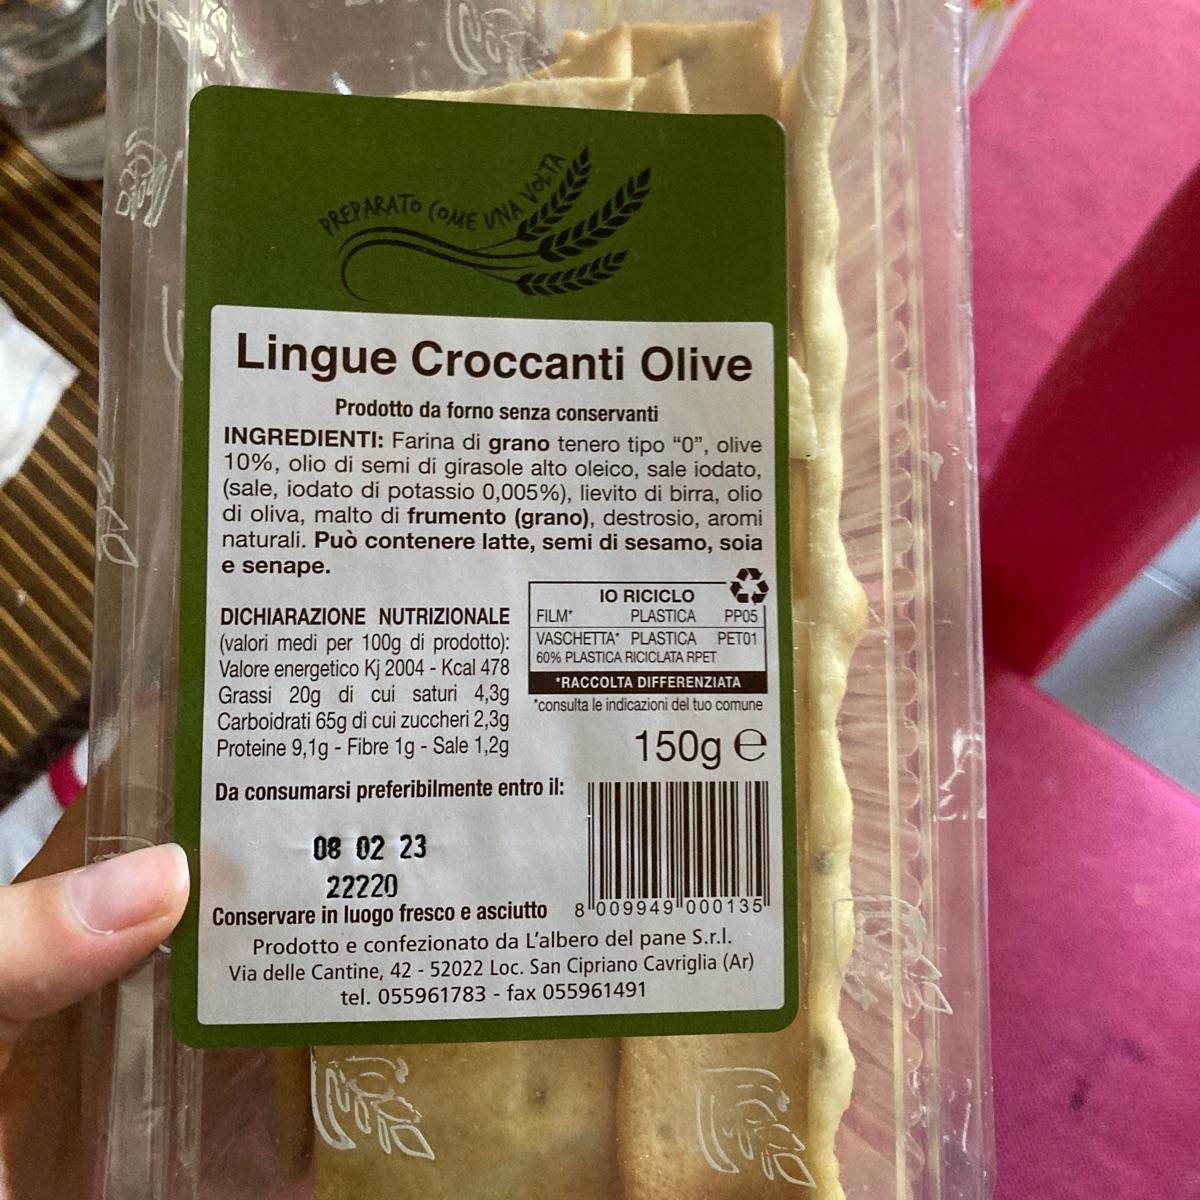 PREPARATO COME UNA VOLTA
Lingue Croccanti Olive
Prodotto da forno senza conservanti
INGREDIENTI: Farina di grano tenero tipo “0”, olive
10%, olio di semi di girasole alto oleico, sale iodato,
(sale, iodato di potassio 0,005%), lievito di birra, olio
di oliva, malto di frumento (grano), destrosio, aromi
naturali. Può contenere latte, semi di sesamo, soia
e senape.
DICHIARAZIONE NUTRIZIONALE
(valori medi per 100g di prodotto):
Valore energetico Kj 2004 - Kcal 478
Grassi 20g di cui saturi 4,3g
Carboidrati 65g di cui zuccheri 2,3g
Proteine 9,1g - Fibre 1g - Sale 1,2g
IO RICICLO
FILM* PLASTICA PP05
VASCHETTA* PLASTICA PET01
60% PLASTICA RICICLATA RPET
*RACCOLTA DIFFERENZIATA
*consulta le indicazioni del tuo comune
150g e
Da consumarsi preferibilmente entro il:
08 02 23
22220
Conservare in luogo fresco e asciutto
8 009949 000135
Prodotto e confezionato da L’albero del pane S.r.l.
Via delle Cantine, 42 - 52022 Loc. San Cipriano Cavriglia (Ar)
tel. 055961783 - fax 055961491